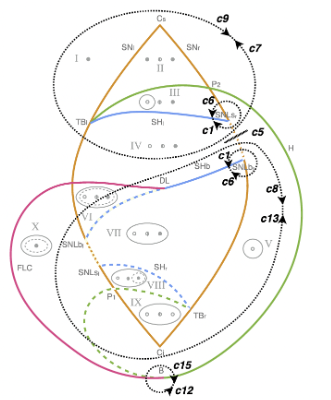 Cs
c9
SNl
SNr
c7
I
II
P2
III
c6
SNLs
TBl
SHl
c1
c5
IV
H
SHb
c1
SNLb
DL
c6
c8
VI
X
c13
VII
V
SNLb
FLC
SNLs
SHr
VIII
P1
IX
TBr
Ci
B
c15
c12